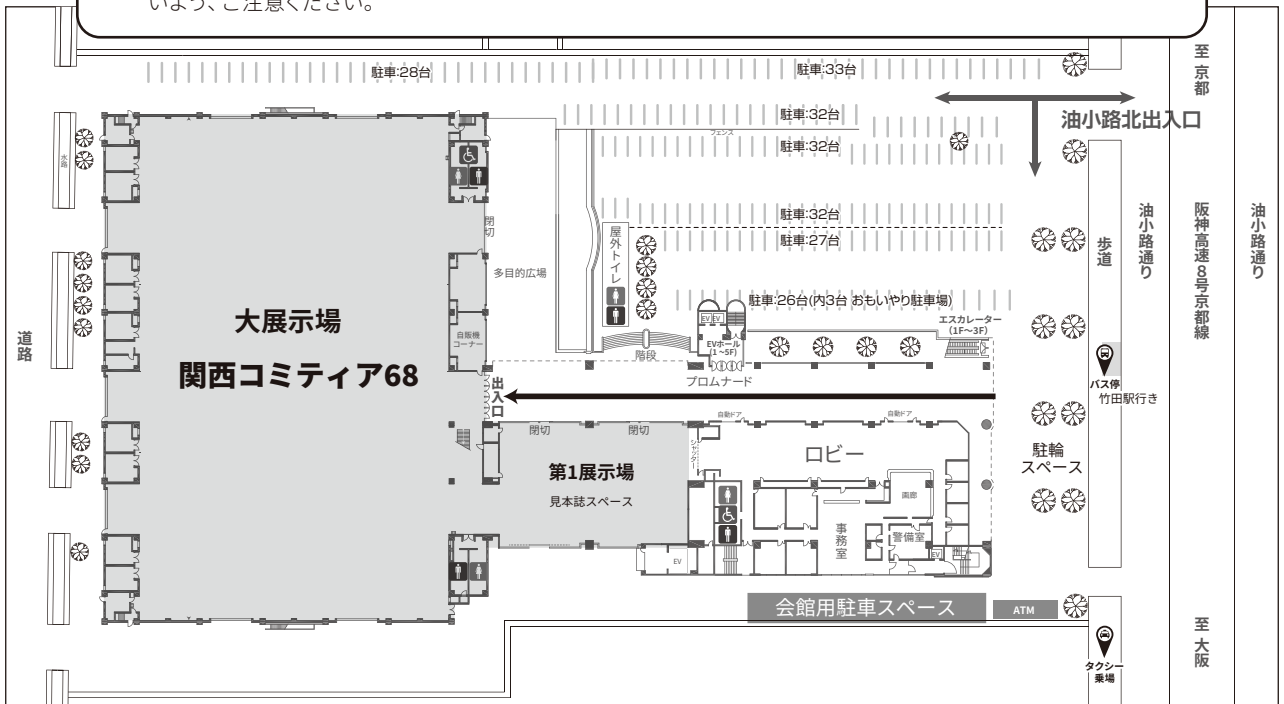 いよう、ご注意ください。
駐車:28台
駐車:33台
駐車:32台
フェンス
駐車:32台
駐車:32台
駐車:27台
駐車:26台(内3台 おもいやり駐車場)
至 京都
油小路北出入口
水路
道路
閉切
多目的広場
屋外トイレ
自販機
コーナー
大展示場
関西コミティア68
階段
EV
EV
EVホール
(1~5F)
エスカレーター
(1F~3F)
プロムナード
出入口
自動ドア
自動ドア
閉切
閉切
シャッター
ロビー
第1展示場
見本誌スペース
画廊
事務室
警備室
EV
EV
駐輪
スペース
歩道
油小路通り
阪神高速8号京都線
油小路通り
バス停
竹田駅行き
会館用駐車スペース
ATM
タクシー
乗場
至 大阪